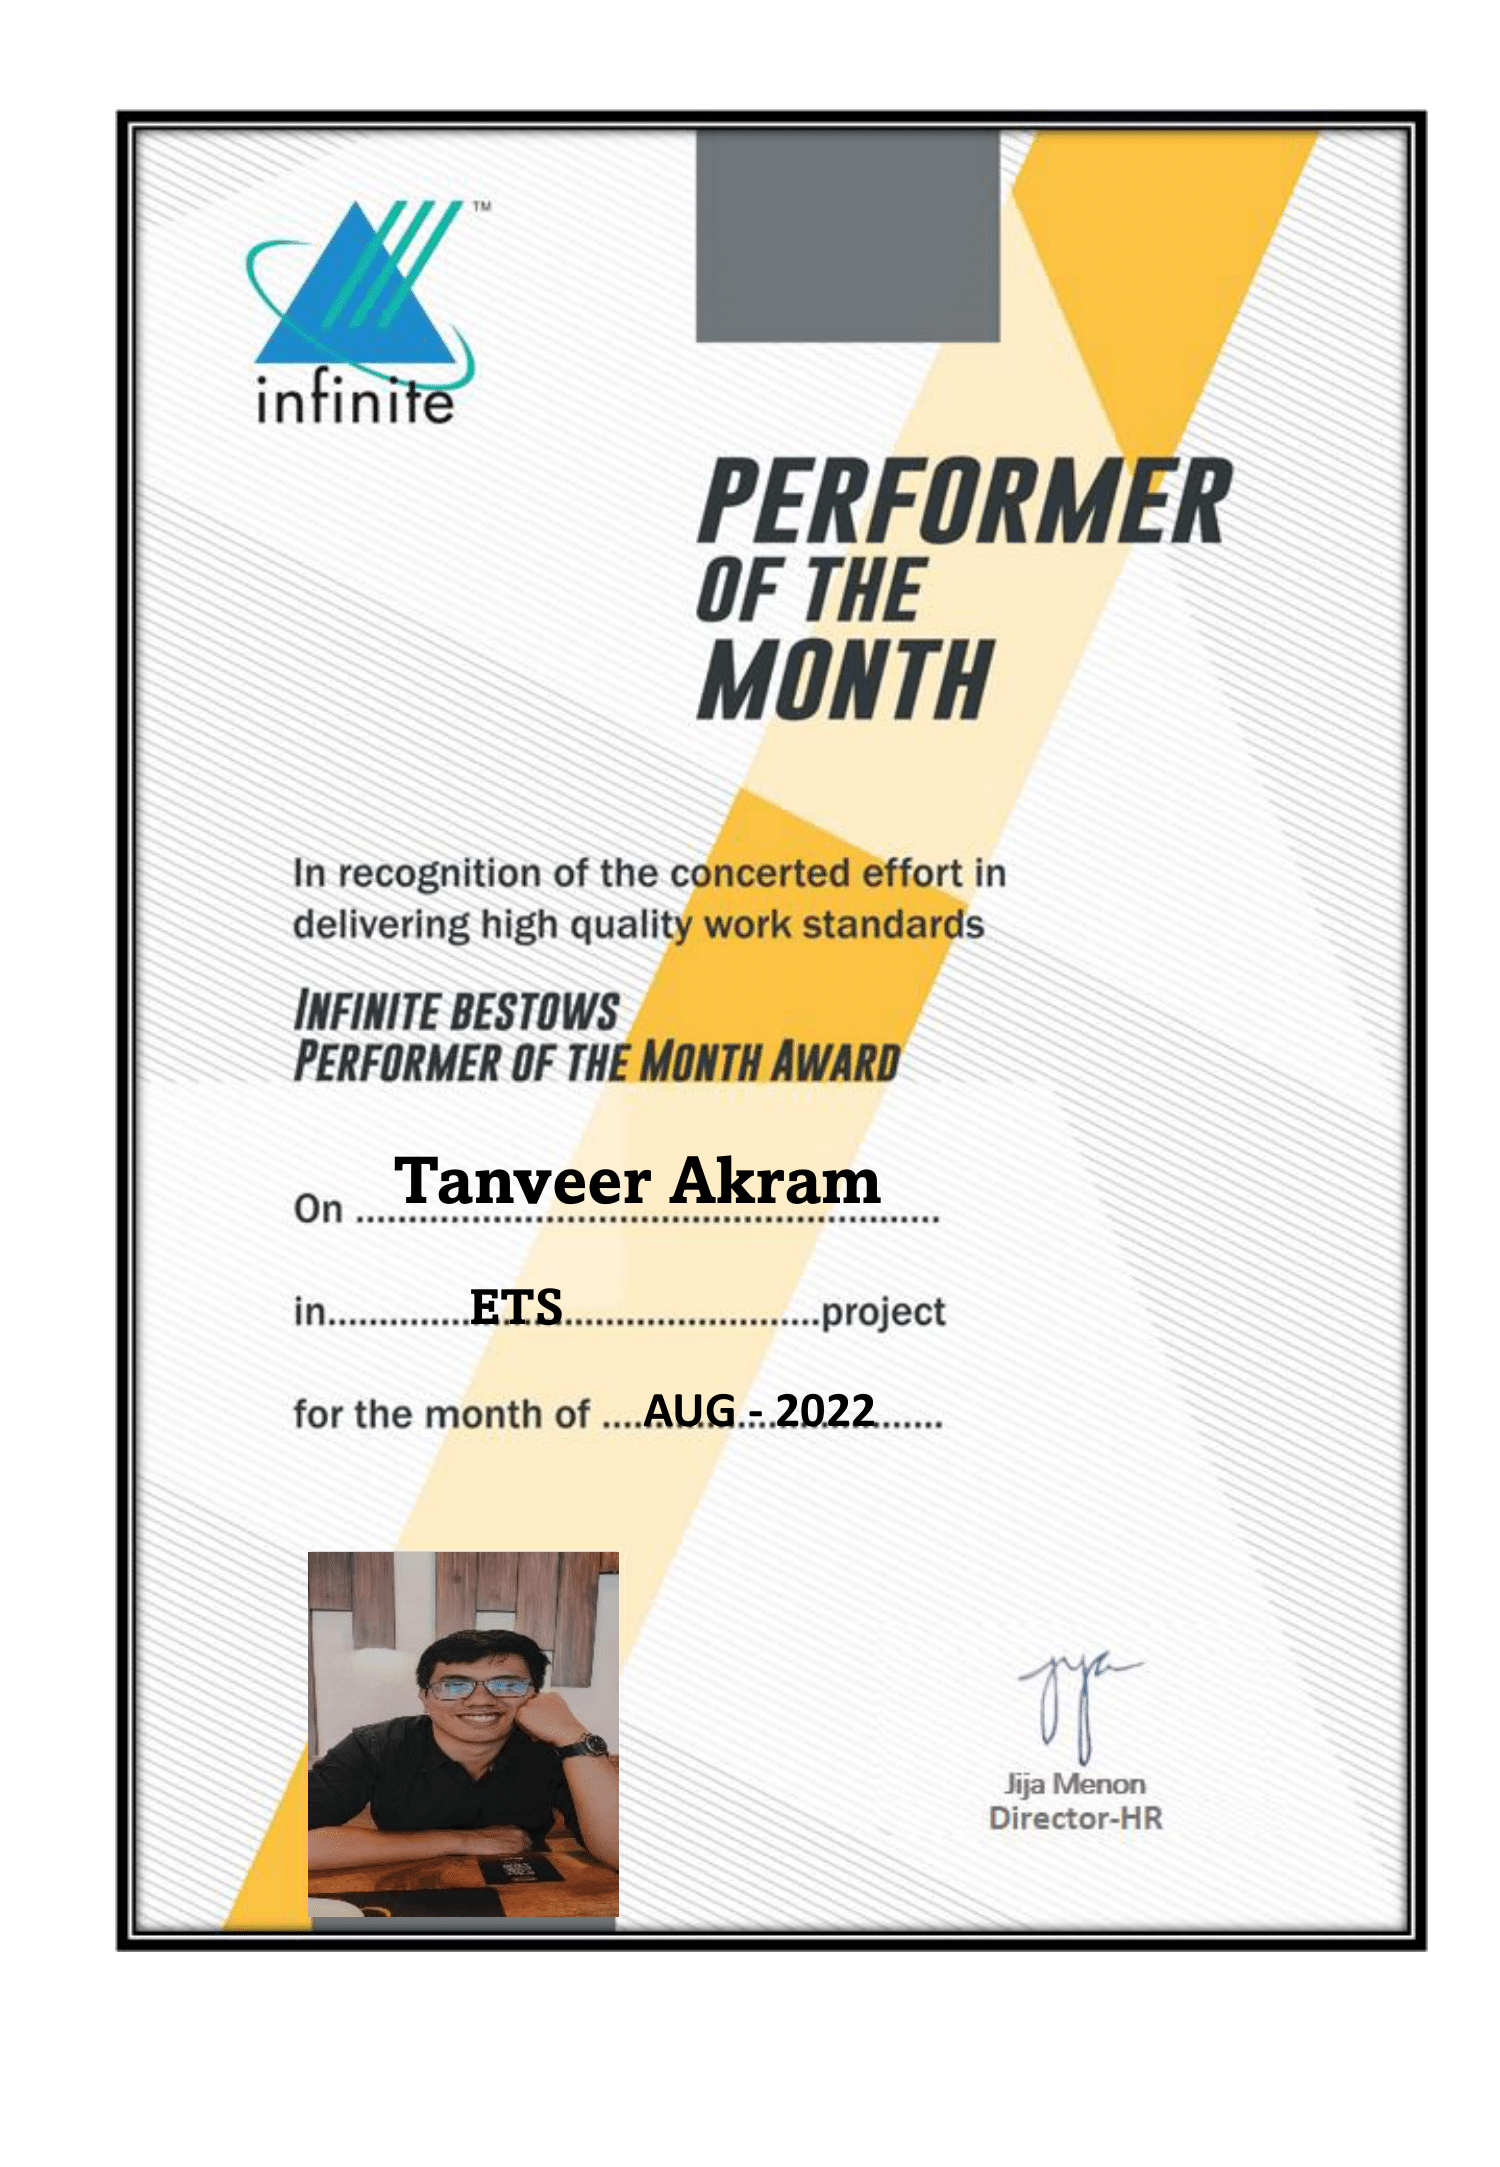 TM
infinite
PERFORMER
OF THE
MONTH
In recognition of the concerted effort in
delivering high quality work standards
INFINITE BESTOWS
PERFORMER OF THE MONTH AWARD
On Tanveer Akram
in..............ETS.........................project
for the month of ....AUG - 2022.......
Jija
Jija Menon
Director-HR